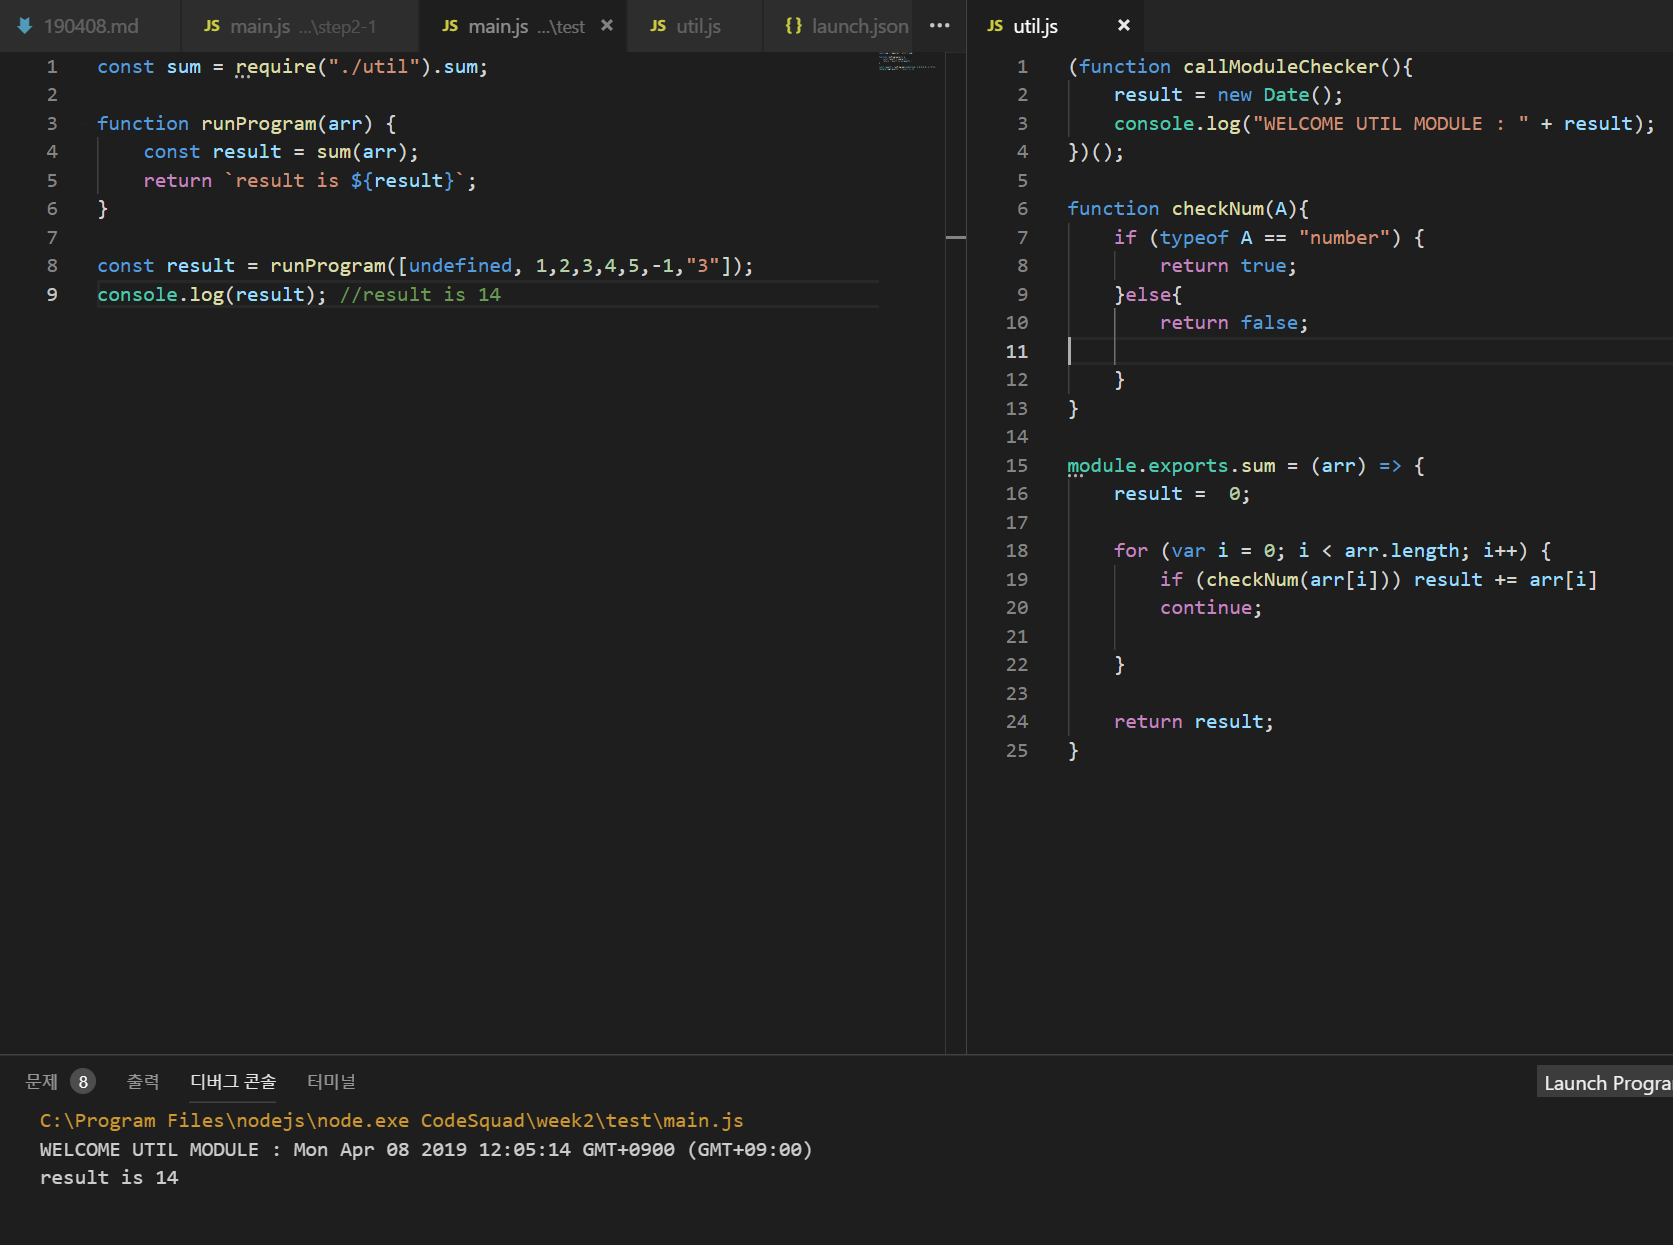 190408.md
JS main.js ...\step2-1
JS main.js ...\test ×
JS util.js
{} launch.json
...
1 const sum = require("./util").sum;
2
3 function runProgram(arr) {
4     const result = sum(arr);
5     return `result is ${result}`;
6 }
7
8 const result = runProgram([undefined, 1,2,3,4,5,-1,"3"]);
9 console.log(result); //result is 14
JS util.js ×
1 (function callModuleChecker(){
2     result = new Date();
3     console.log("WELCOME UTIL MODULE : " + result);
4 })();
5
6 function checkNum(A){
7     if (typeof A == "number") {
8         return true;
9     }else{
10         return false;
11
12     }
13 }
14
15 module.exports.sum = (arr) => {
16     result =  0;
17
18     for (var i = 0; i < arr.length; i++) {
19         if (checkNum(arr[i])) result += arr[i]
20         continue;
21
22     }
23
24     return result;
25 }
문제 8 출력 디버그 콘솔 터미널
Launch Progra
C:\Program Files\nodejs\node.exe CodeSquad\week2\test\main.js
WELCOME UTIL MODULE : Mon Apr 08 2019 12:05:14 GMT+0900 (GMT+09:00)
result is 14